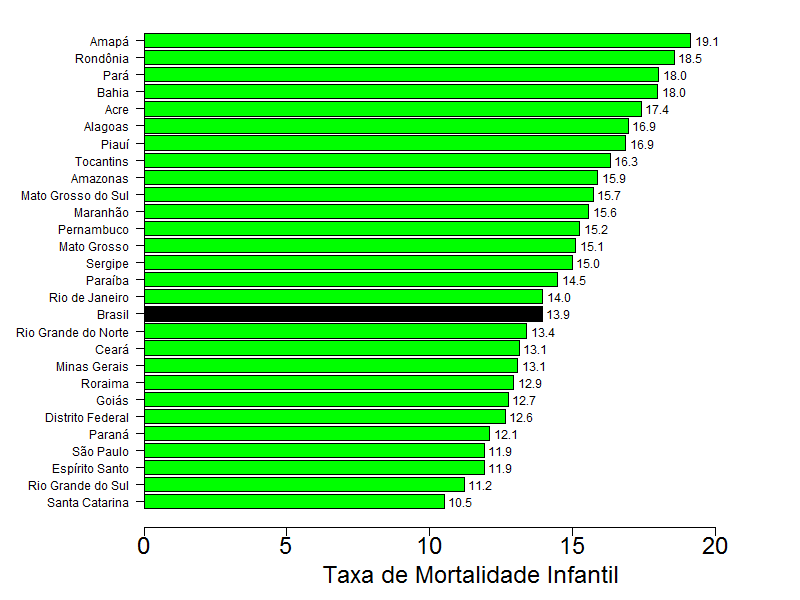 Amapá 19.1
Rondônia 18.5
Pará 18.0
Bahia 18.0
Acre 17.4
Alagoas 16.9
Piauí 16.9
Tocantins 16.3
Amazonas 15.9
Mato Grosso do Sul 15.7
Maranhão 15.6
Pernambuco 15.2
Mato Grosso 15.1
Sergipe 15.0
Paraíba 14.5
Rio de Janeiro 14.0
Brasil 13.9
Rio Grande do Norte 13.4
Ceará 13.1
Minas Gerais 13.1
Roraima 12.9
Goiás 12.7
Distrito Federal 12.6
Paraná 12.1
São Paulo 11.9
Espírito Santo 11.9
Rio Grande do Sul 11.2
Santa Catarina 10.5
0 5 10 15 20
Taxa de Mortalidade Infantil